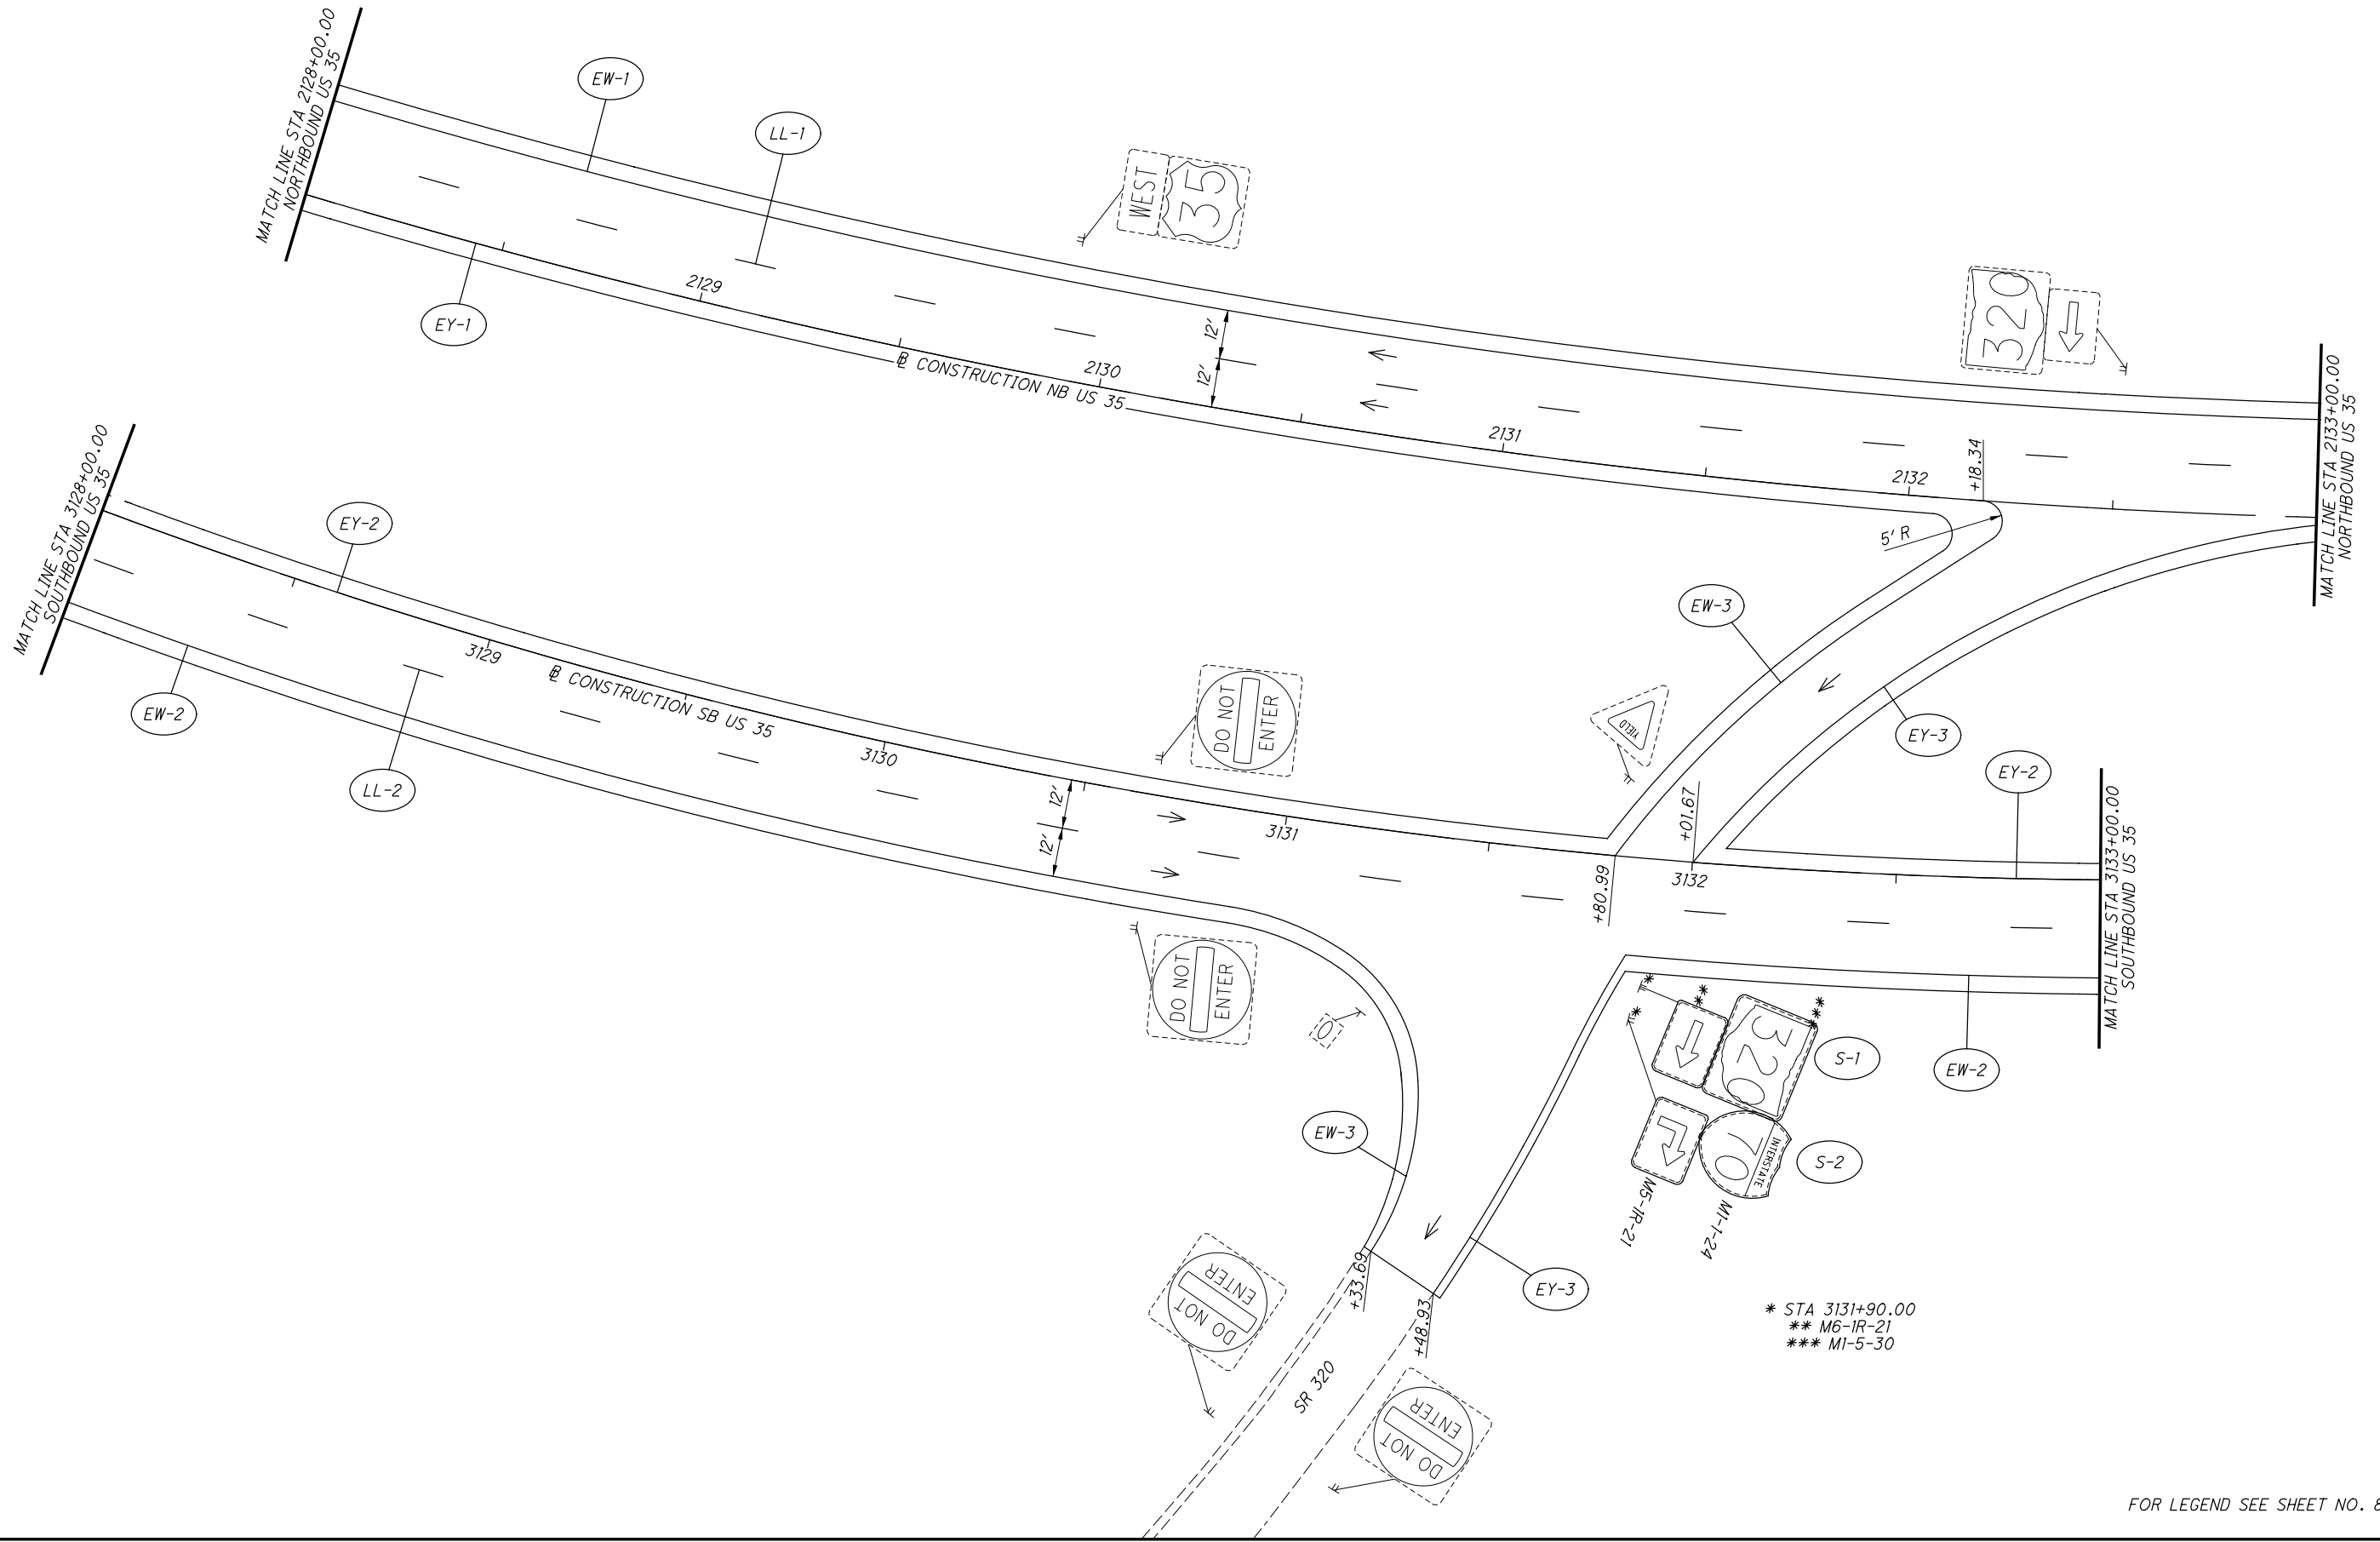 MATCH LINE STA 2128+00.00
NORTHBOUND US 35
EW-1
LL-1
WEST
35
EY-1
2129
℄ CONSTRUCTION NB US 35
2130
12'
12'
2131
320
2132
+18.34
5' R
MATCH LINE STA 2133+00.00
NORTHBOUND US 35
MATCH LINE STA 3128+00.00
SOUTHBOUND US 35
EY-2
EW-2
3129
℄ CONSTRUCTION SB US 35
LL-2
3130
12'
12'
DO NOT
ENTER
3131
EW-3
YIELD
EY-3
EY-2
+01.67
+80.99
3132
MATCH LINE STA 3133+00.00
SOUTHBOUND US 35
DO NOT
ENTER
*
*
**
***
320
S-1
EW-2
INTERSTATE
70
S-2
M5-1R-21
M1-1-24
EW-3
EY-3
+33.69
+48.93
DO NOT
ENTER
SR 320
DO NOT
ENTER
* STA 3131+90.00
** M6-1R-21
*** M1-5-30
FOR LEGEND SEE SHEET NO. 8